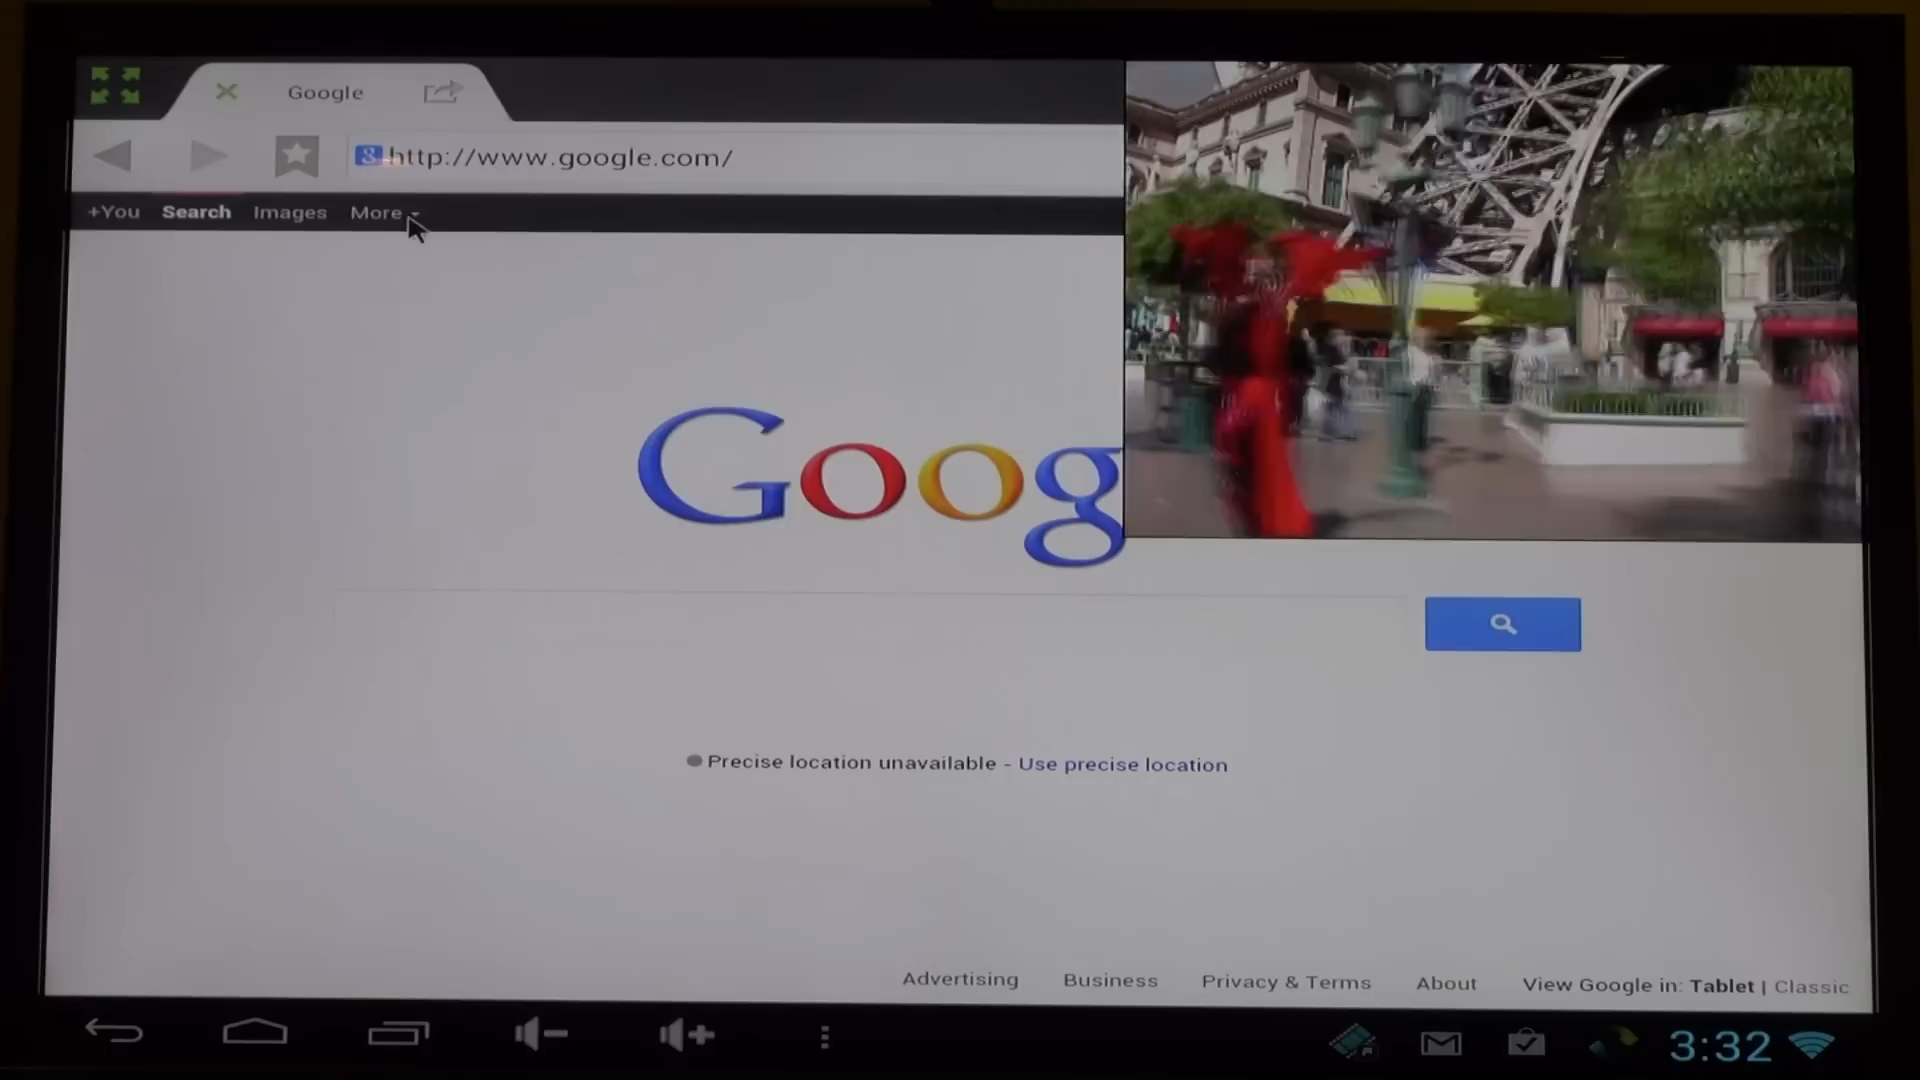 Google
8 http://www.google.com/
+You Search Images More
Goog
Precise location unavailable - Use precise location
Advertising Business Privacy & Terms About View Google in: Tablet | Classic
3:32